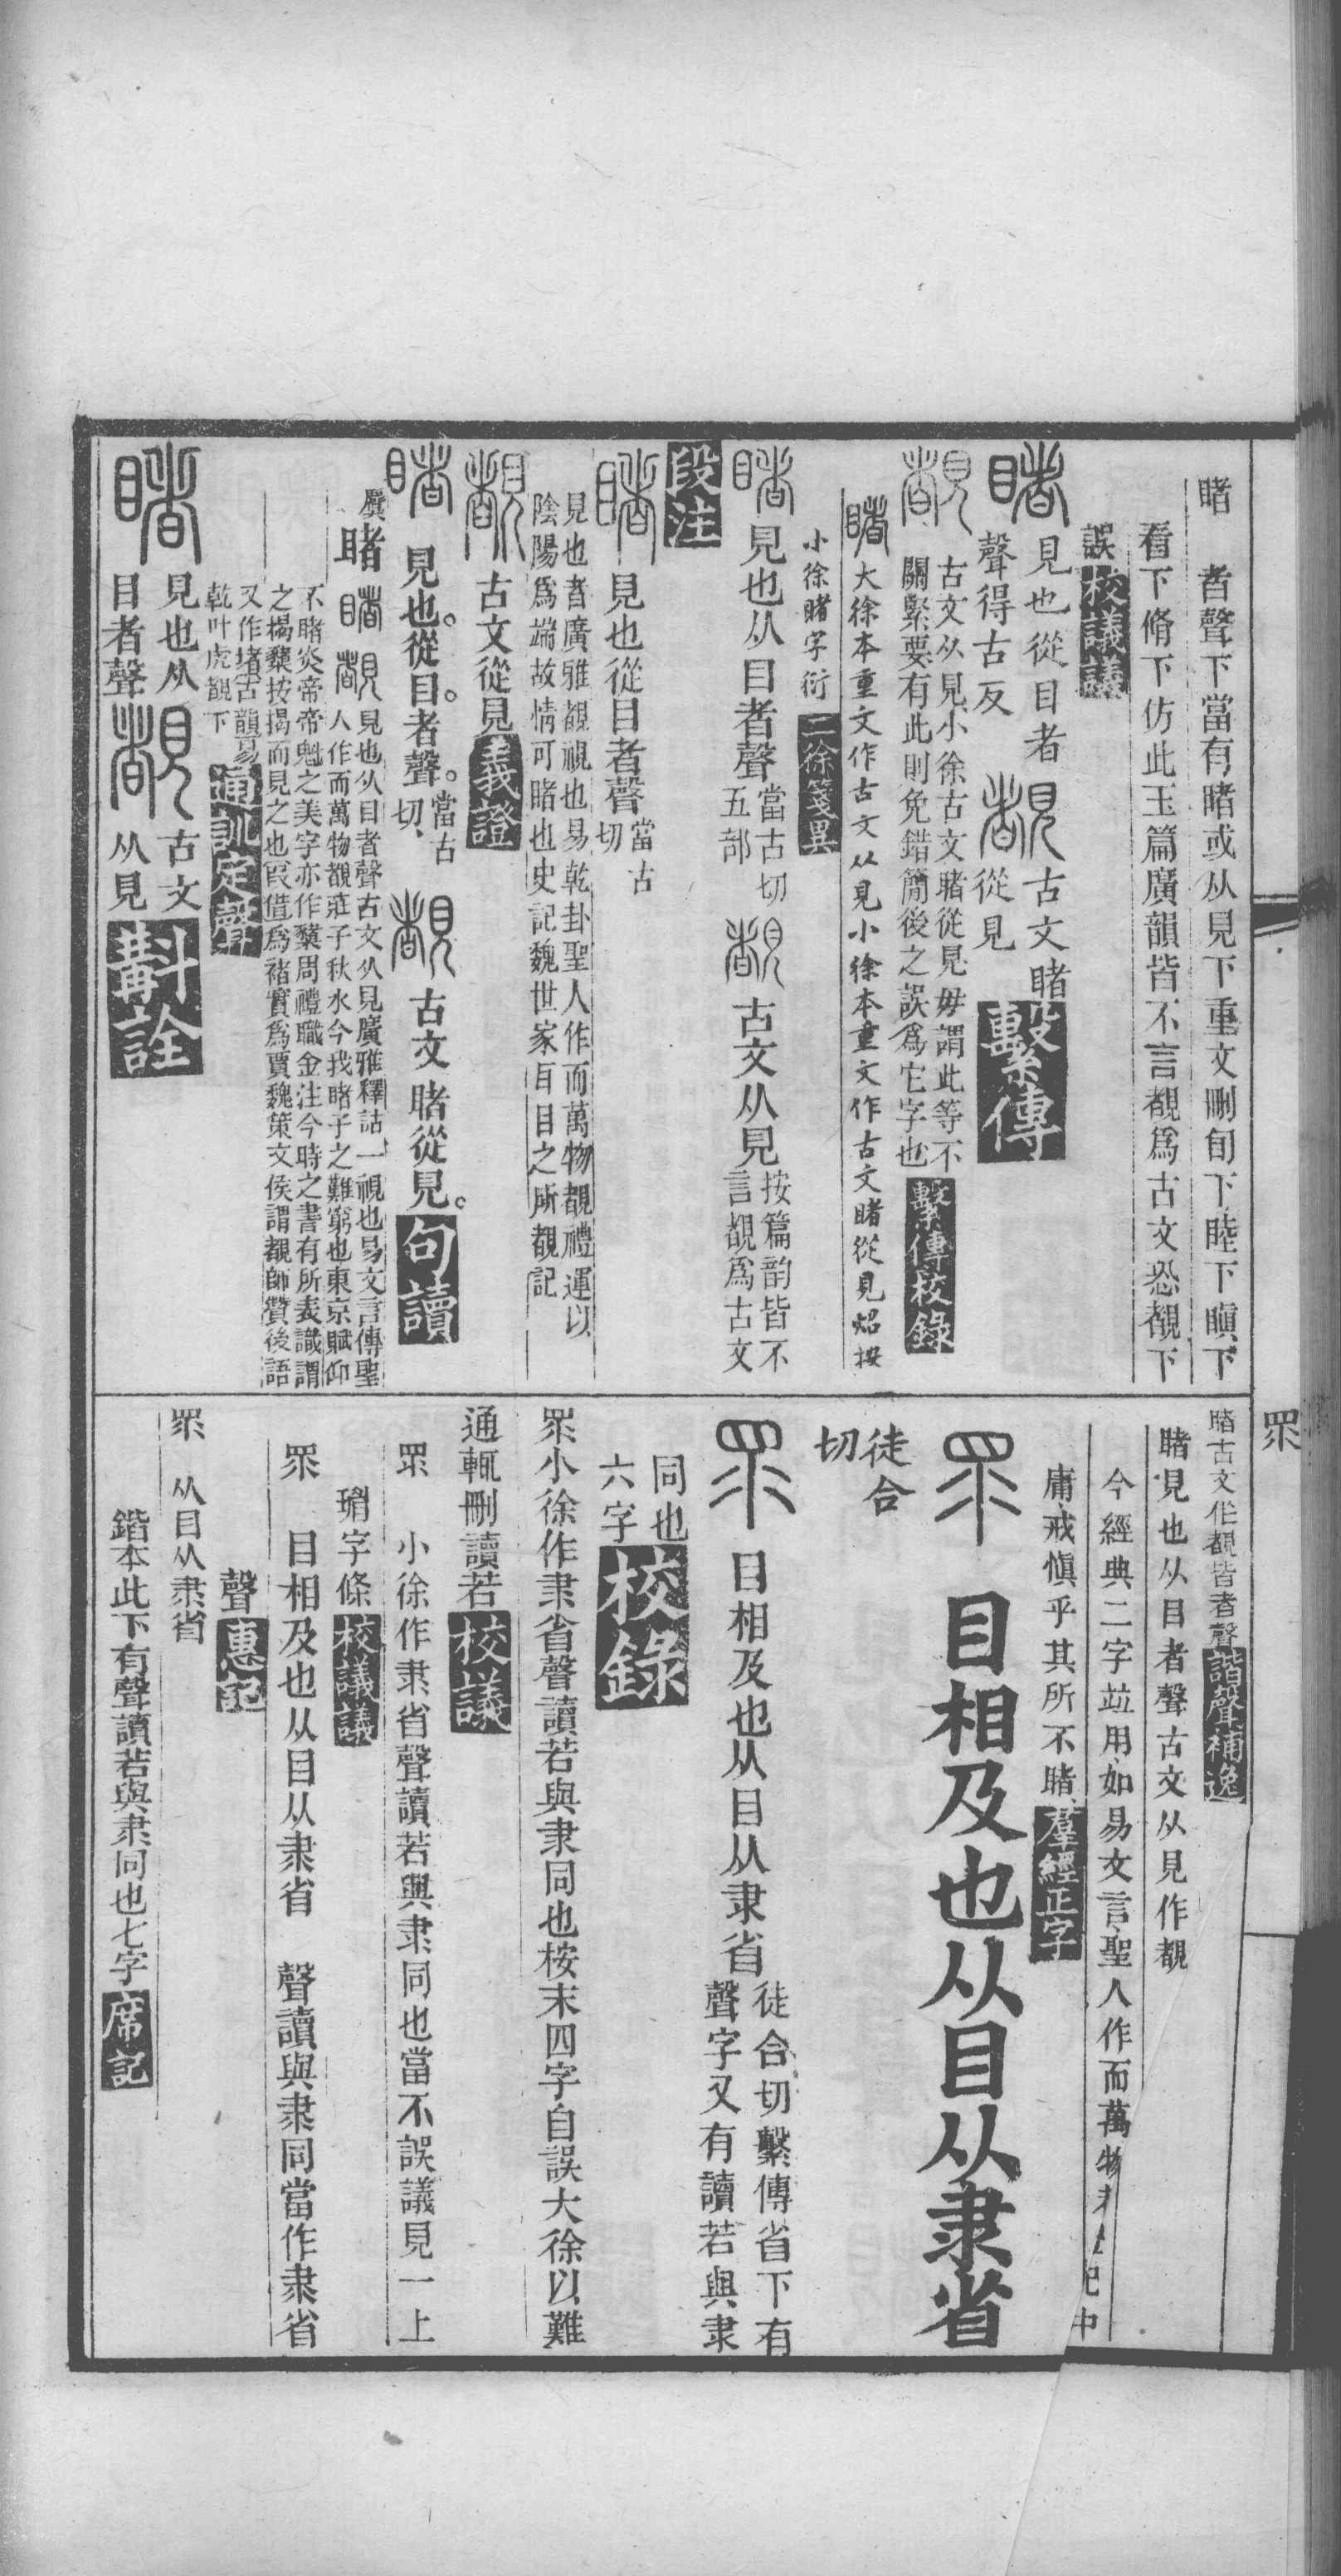 睹　者聲下當有睹或从見下重文刪旬下睦下瞋下
看下脩下仿此玉篇廣韻皆不言覩爲古文恐覩下
誤校議議
睹見也從目者
聲得古反
覩古文睹
從見
繫傳
覩古文从見小徐古文睹從見毋謂此等不
關緊要有此則免錯簡後之誤爲它字也
繫傳校錄
睹大徐本重文作古文从見小徐本重文作古文睹從見炤按
小徐睹字衍二徐箋異
睹見也从目者聲當古切
五部
覩古文从見按篇韵皆不
言覩爲古文
段注
睹見也從目者聲當古
切
見也者廣雅覩視也易乾卦聖人作而萬物覩禮運以
陰陽爲端故情可睹也史記魏世家耳目之所覩記
覩古文從見義證
睹見也。從目。者聲。當古
切、
覩古文睹從見。句讀
睹睹覩見也从目者聲古文从見廣雅釋詁一視也易文言傳聖
人作而萬物覩莊子秋水今我睹子之難窮也東京賦仰
不睹炎帝帝魁之美字亦作䵭周禮職金注今時之書有所表識謂
之楬䵭按揭而見之也叚借爲褚實爲賈魏策文侯謂覩師贊後語
又作堵古韻易
乾叶虎覩下
通訓定聲
睹見也从
目者聲
覩古文
从見
斠詮
眔
睹古文作覩皆者聲諧聲補逸
睹見也从目者聲古文从見作覩
今經典二字竝用如易文言聖人作而萬物
中
庸戒愼乎其所不睹羣經正字
眔目相及也从目从隶省
徒合
切
眔目相及也从目从隶省徒合切繫傳省下有
聲字又有讀若與隶
同也
六字
校錄
眔小徐作隶省聲讀若與隶同也桉末四字自誤大徐以難
通輒刪讀若校議
眔　小徐作隶省聲讀若與隶同也當不誤議見一上
瑂字條校議議
眔　目相及也从目从隶省　聲讀與隶同當作隶省
聲惠記
眔　从目从隶省
鍇本此下有聲讀若與隶同也七字席記